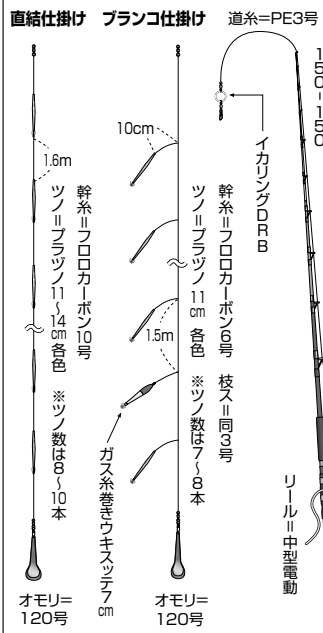 直結仕掛け
1.6m
幹糸=フロロカーボン10号
ツノ=プラヅノ11~14cm各色
※ツノ数は8~10本
オモリ=
120号
ブランコ仕掛け
10cm
幹糸=フロロカーボン6号 枝ス=同3号
ツノ=プラヅノ11cm各色
※ツノ数は7~8本
1.5m
ガス糸巻きウキスッテ7cm
オモリ=
120号
道糸=PE3号
イカリングDRB
150-150
リール=中型電動